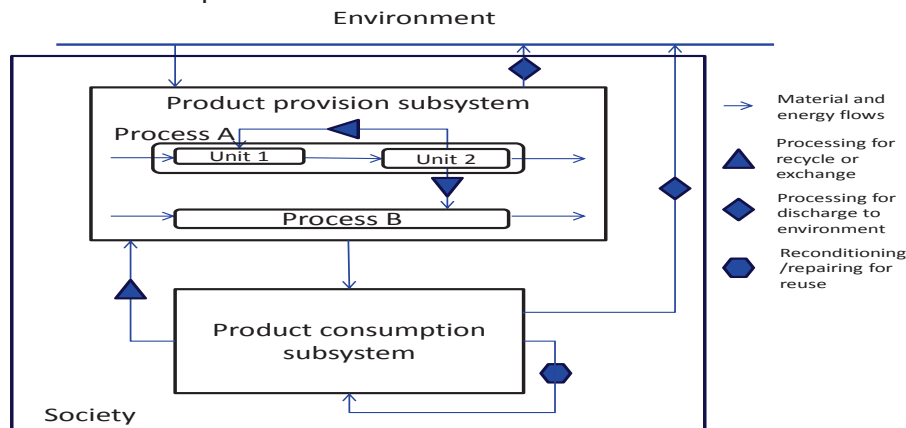 Environment
Product provision subsystem
Process A
Unit 1
Unit 2
Process B
Product consumption
subsystem
Society
Material and
energy flows
Processing for
recycle or
exchange
Processing for
discharge to
environment
Reconditioning
/repairing for
reuse